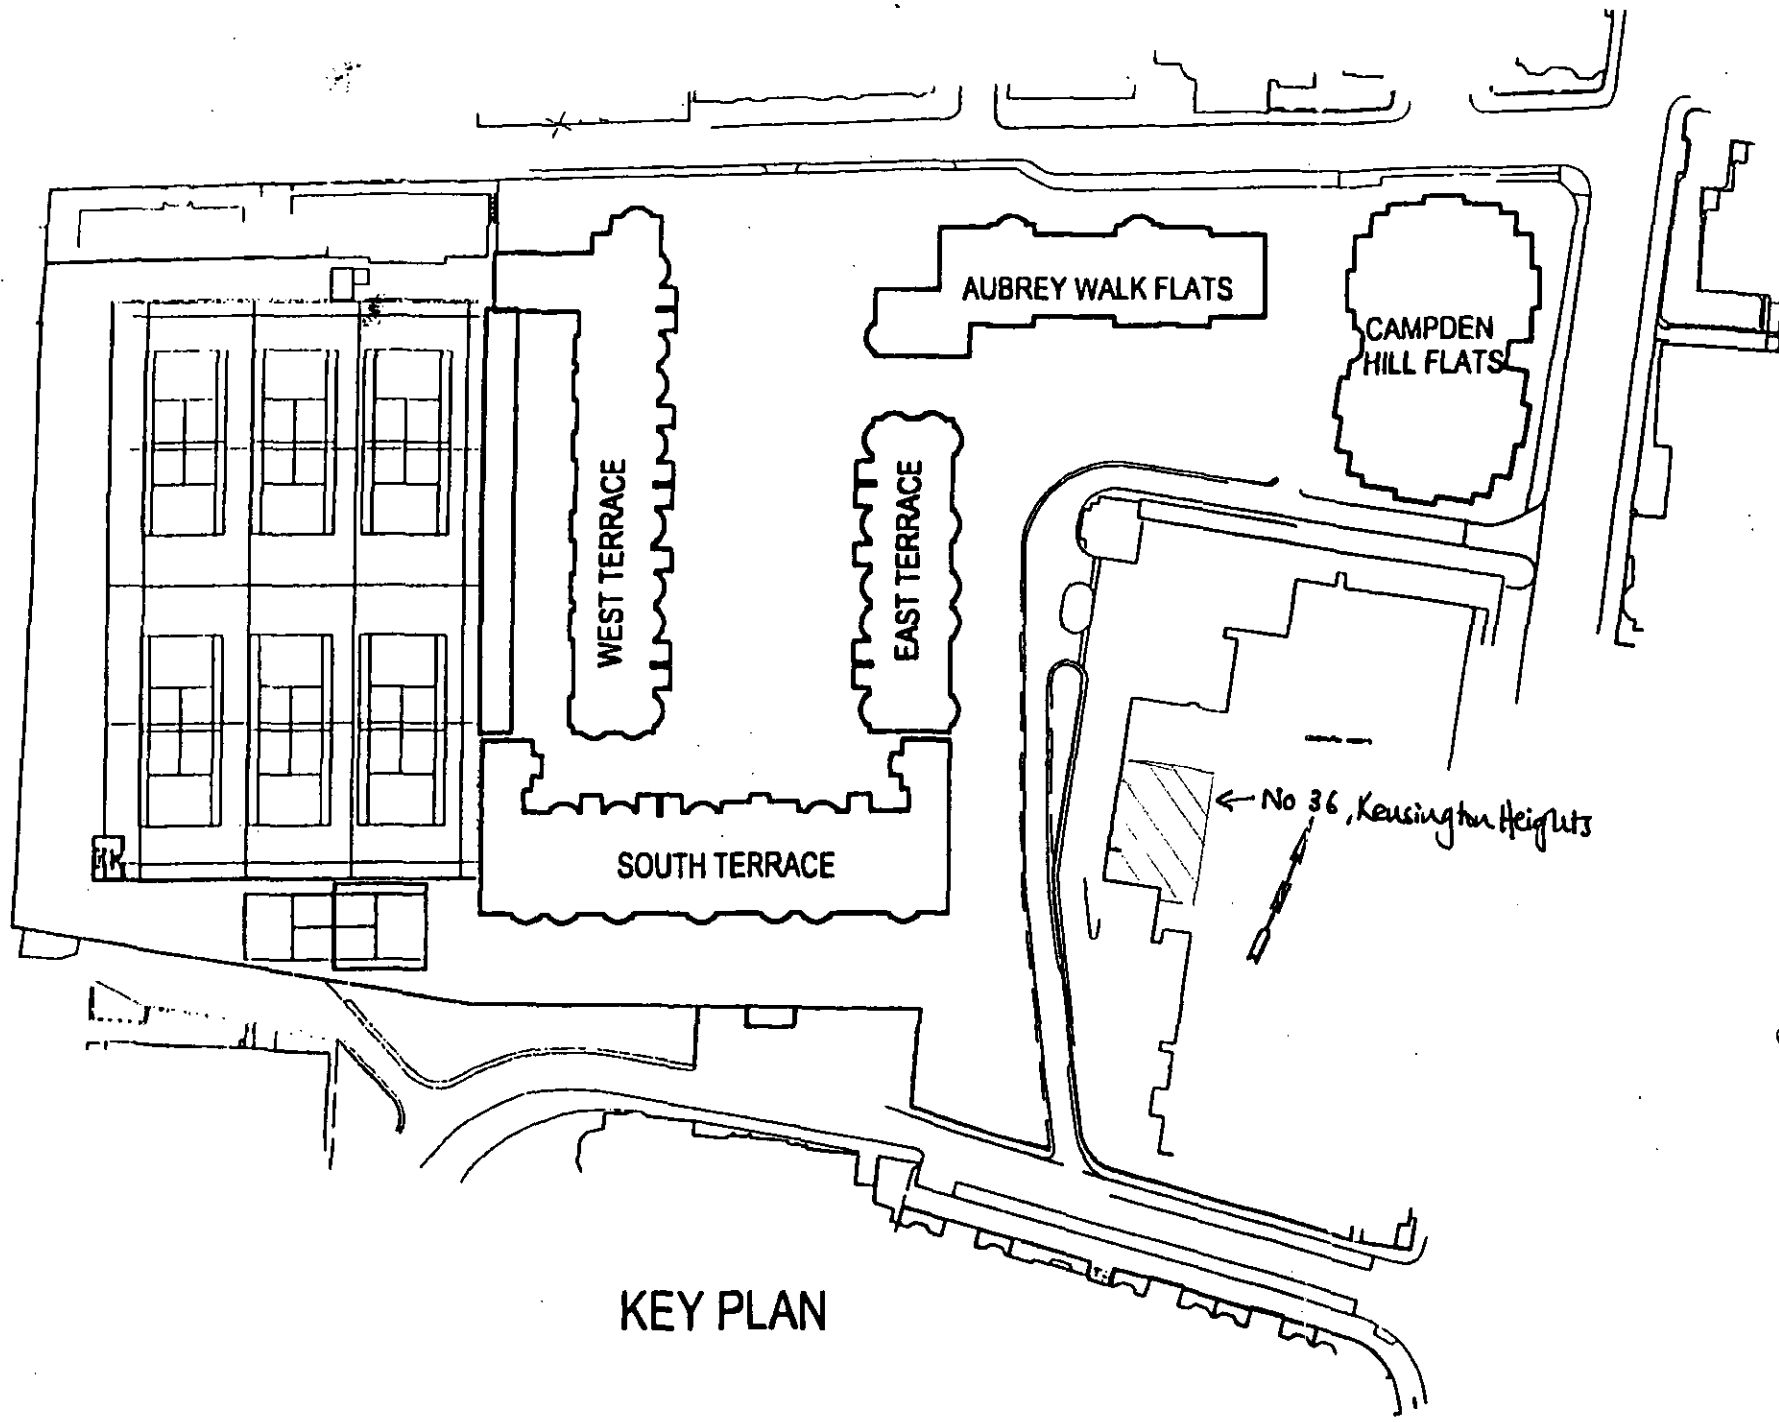 AUBREY WALK FLATS
CAMPDEN
HILL FLATS
WEST TERRACE
EAST TERRACE
No 36, Kensington Heights
SOUTH TERRACE
KEY PLAN